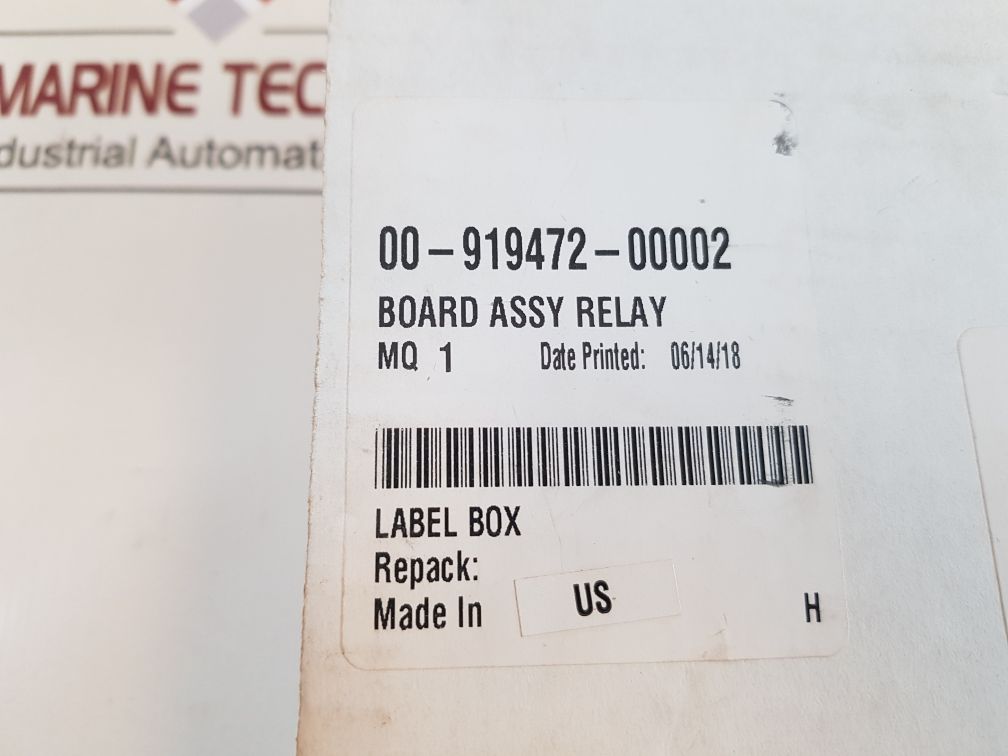 MARINE TEC
dustrial Automat
00-919472-00002
BOARD ASSY RELAY
MQ 1 Date Printed: 06/14/18
LABEL BOX
Repack:
Made In US H